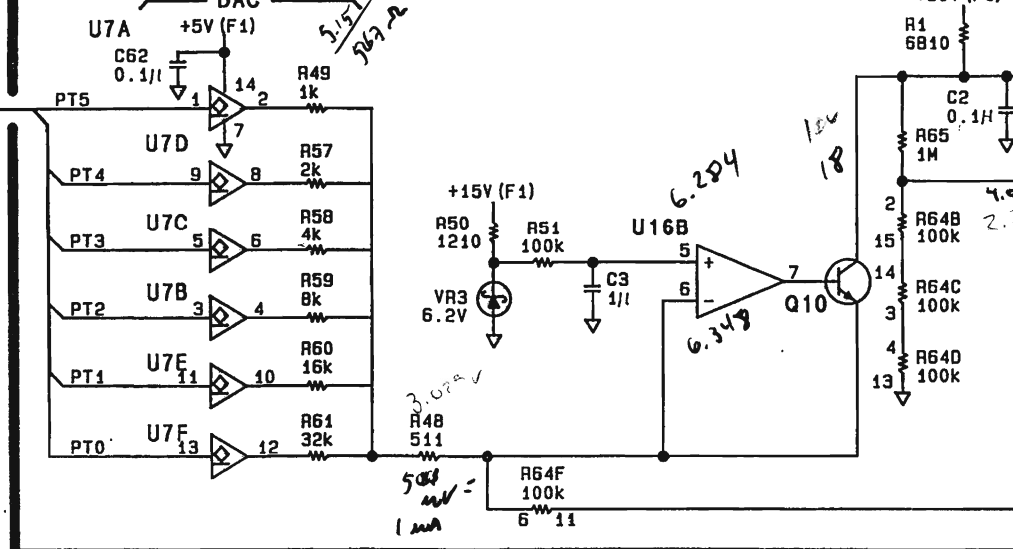 DAC
U7A
+5V(F1)
5.15
567 Ω
R1
6810
C62
0.1µ
R49
1k
14
PT5
1
2
7
C2
0.1µ
U7D
R65
1M
18
R57
2k
PT4
9
8
+15V(F1)
6.284
R58
4k
U7C
R50
1210
R51
100k
U16B
2
R64B
100k
15
PT3
5
6
5
+
7
14
R59
8k
U7B
C3
1µ
VR3
6.2V
6
−
Q10
R64C
100k
PT2
3
4
3
6.348
R60
16k
U7E
4
R64D
100k
PT1
11
10
13
R61
32k
U7F
R48
511
PT0
13
12
R64F
100k
mV =
1 mA
6
11